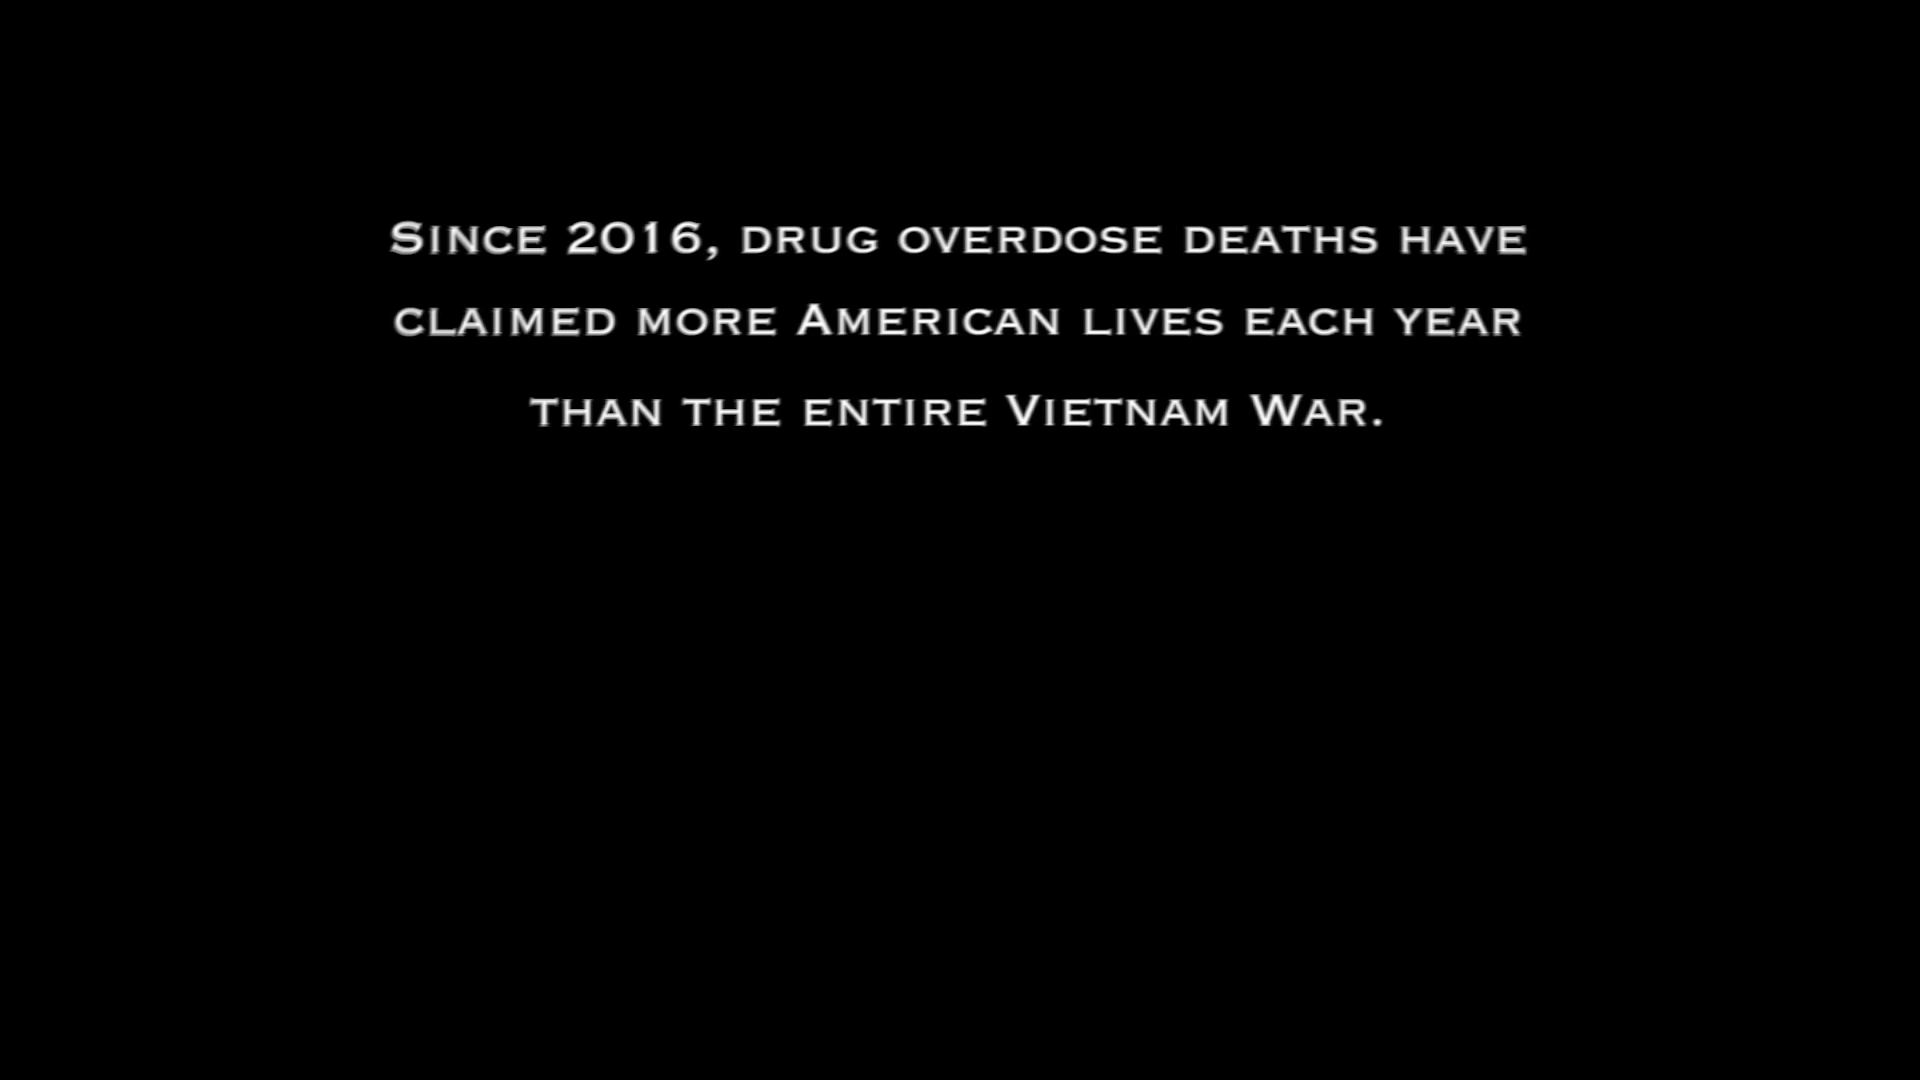 Since 2016, drug overdose deaths have
claimed more American lives each year
than the entire Vietnam War.